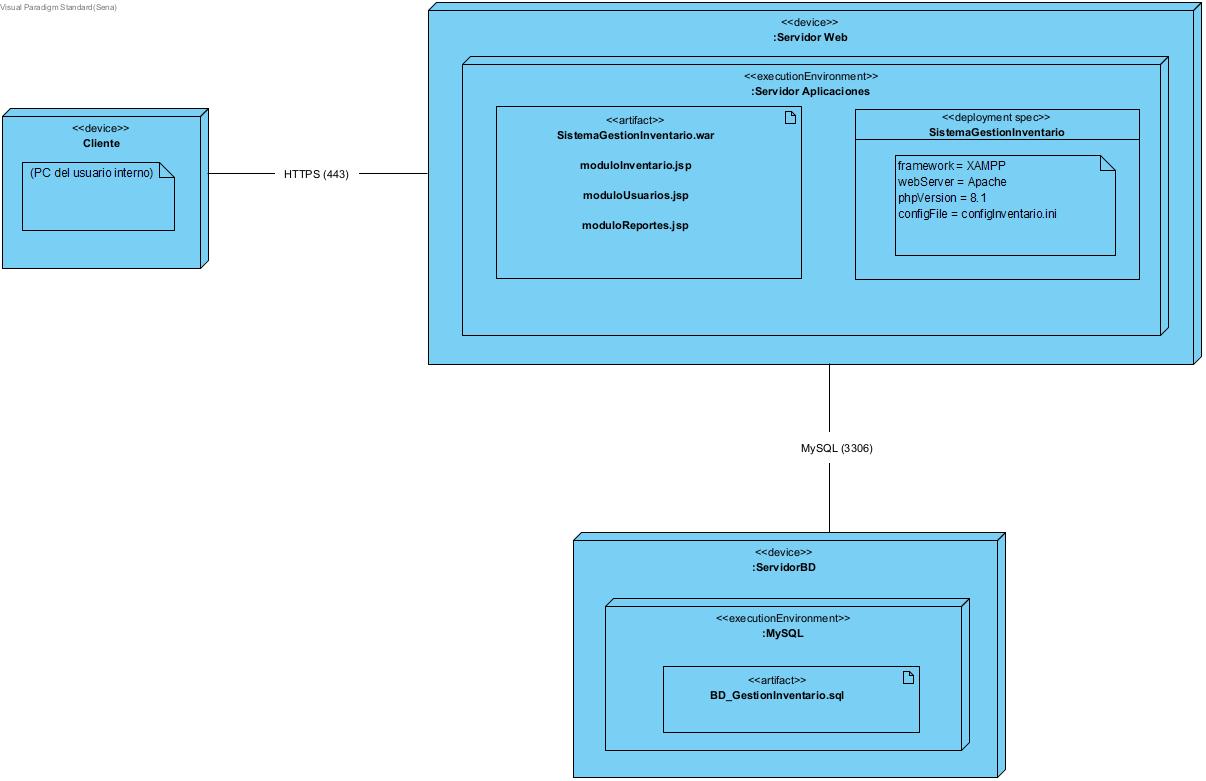 Visual Paradigm Standard(Sena)
<<device>>
:Servidor Web
<<executionEnvironment>>
:Servidor Aplicaciones
<<artifact>>
SistemaGestionInventario.war
moduloInventario.jsp
moduloUsuarios.jsp
moduloReportes.jsp
<<deployment spec>>
SistemaGestionInventario
framework = XAMPP
webServer = Apache
phpVersion = 8.1
configFile = configInventario.ini
<<device>>
Cliente
(PC del usuario interno)
HTTPS (443)
MySQL (3306)
<<device>>
:ServidorBD
<<executionEnvironment>>
:MySQL
<<artifact>>
BD_GestionInventario.sql